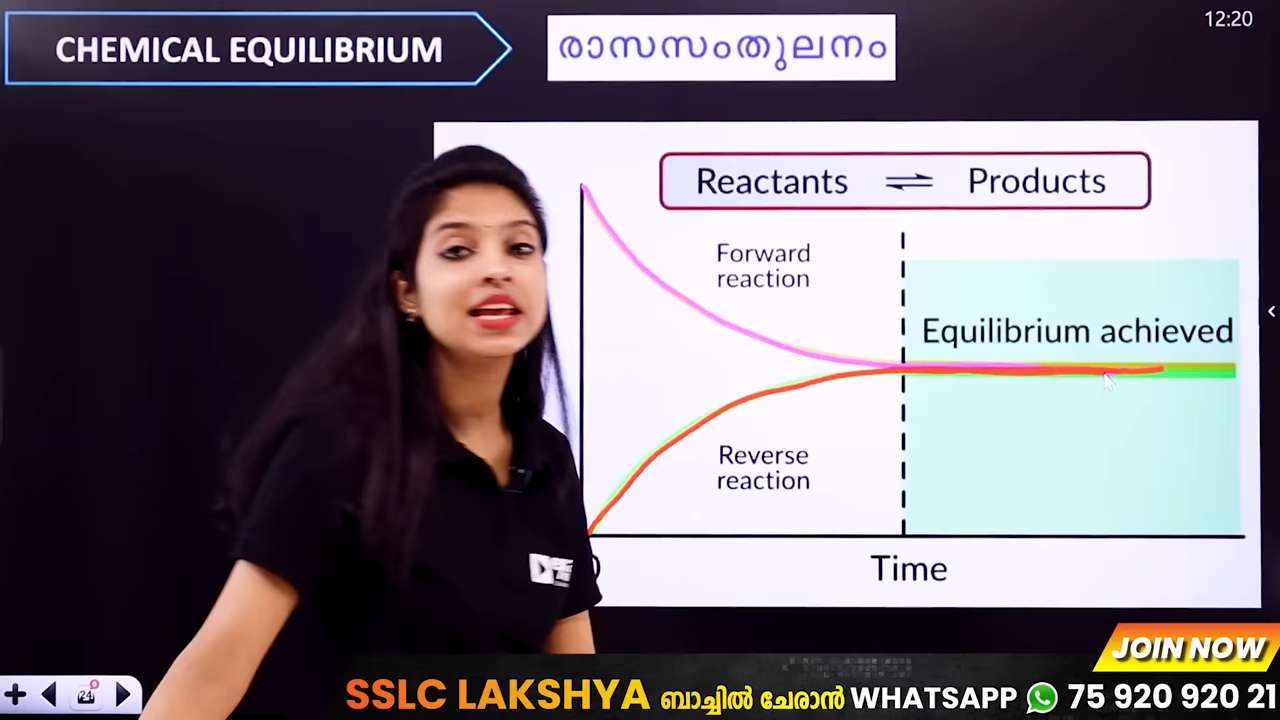 12:20
CHEMICAL EQUILIBRIUM
രാസസംതുലനം
Reactants ⇌ Products
Forward
reaction
Equilibrium achieved
Reverse
reaction
Time
24
JOIN NOW
SSLC LAKSHYA ബാച്ചിൽ ചേരാൻ WHATSAPP 75 920 920 21